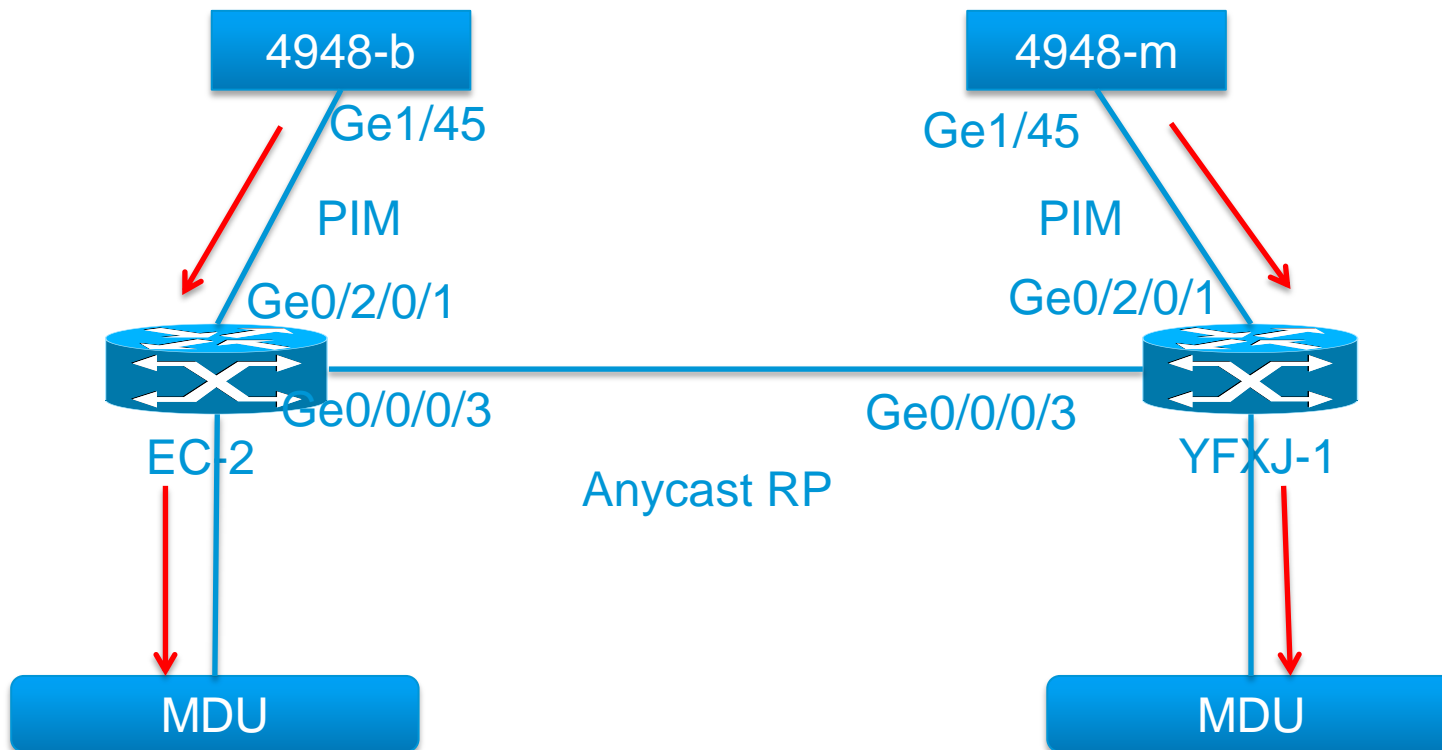 4948-b
4948-m
Ge1/45
Ge1/45
PIM
PIM
Ge0/2/0/1
Ge0/2/0/1
Ge0/0/0/3
Ge0/0/0/3
EC-2
YFXJ-1
Anycast RP
MDU
MDU